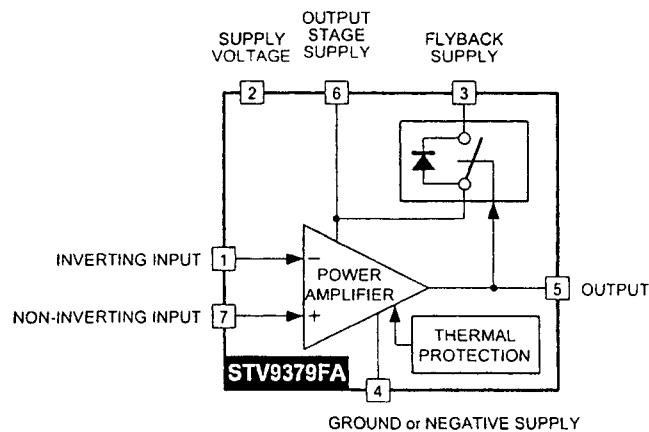 OUTPUT
STAGE
SUPPLY
SUPPLY
VOLTAGE
FLYBACK
SUPPLY
2
6
3
INVERTING INPUT
1
−
POWER
AMPLIFIER
5
OUTPUT
NON-INVERTING INPUT
7
+
THERMAL
PROTECTION
STV9379FA
4
GROUND or NEGATIVE SUPPLY